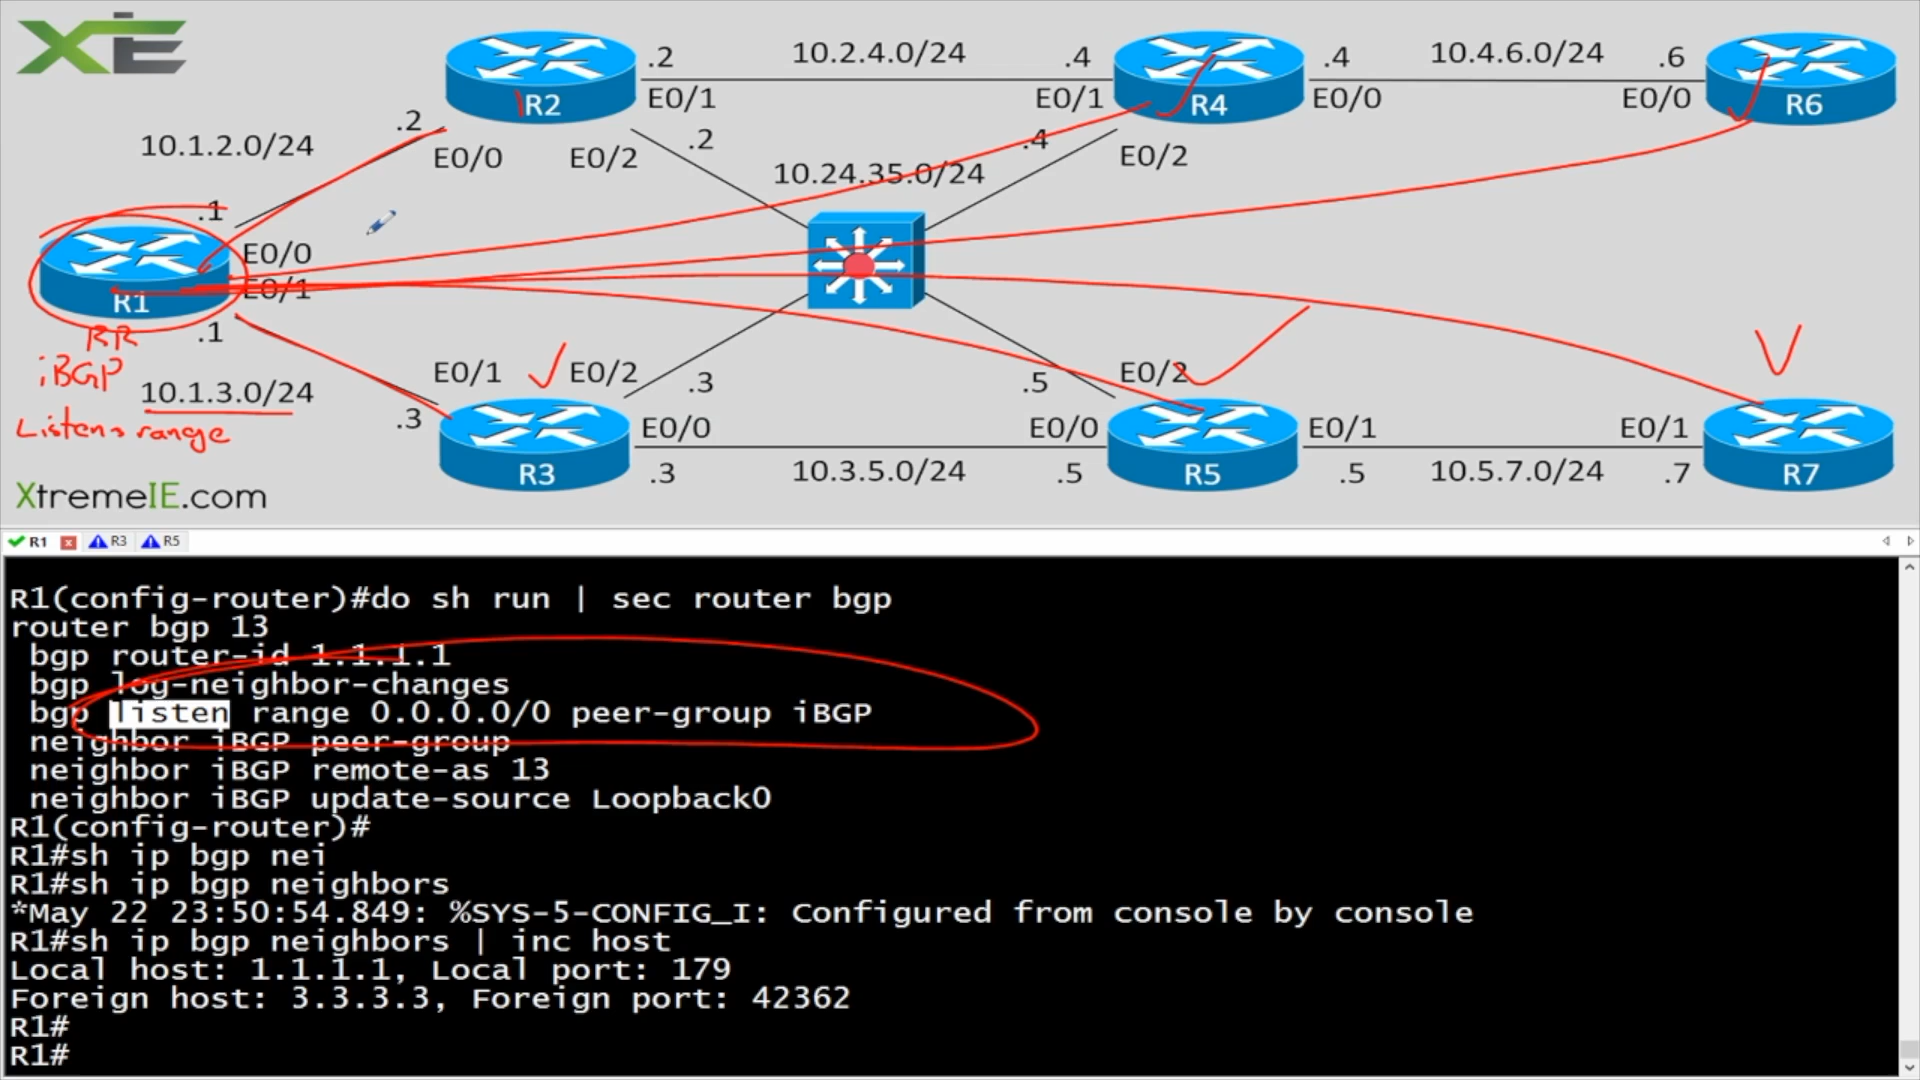 XIE
.2
10.2.4.0/24
.4
.4
10.4.6.0/24
.6
R2
E0/1
E0/1
R4
E0/0
E0/0
R6
10.1.2.0/24
.2
E0/0
E0/2
.2
.4
E0/2
10.24.35.0/24
.1
E0/0
E0/1
R1
RR
.1
iBGP
10.1.3.0/24
Listen range
E0/1
E0/2
.3
.5
E0/2
.3
R3
E0/0
E0/0
R5
E0/1
E0/1
R7
.3
10.3.5.0/24
.5
.5
10.5.7.0/24
.7
XtremeIE.com
R1
R3
R5
R1(config-router)#do sh run | sec router bgp
router bgp 13
bgp router-id 1.1.1.1
bgp log-neighbor-changes
bgp listen range 0.0.0.0/0 peer-group iBGP
neighbor iBGP peer-group
neighbor iBGP remote-as 13
neighbor iBGP update-source Loopback0
R1(config-router)#
R1#sh ip bgp nei
R1#sh ip bgp neighbors
*May 22 23:50:54.849: %SYS-5-CONFIG_I: Configured from console by console
R1#sh ip bgp neighbors | inc host
Local host: 1.1.1.1, Local port: 179
Foreign host: 3.3.3.3, Foreign port: 42362
R1#
R1#